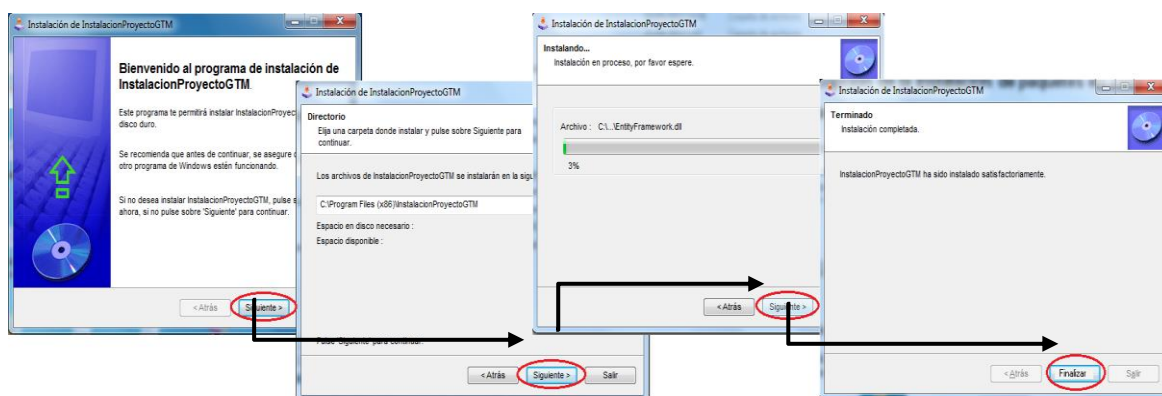 Instalación de InstalacionProyectoGTM
Bienvenido al programa de instalación de
InstalacionProyectoGTM.
Este programa te permitirá instalar InstalacionProyec
disco duro.
Se recomienda que antes de continuar, se asegure
otro programa de Windows estén funcionando.
Si no desea instalar InstalacionProyectoGTM, pulse
ahora, si no pulse sobre 'Siguiente' para continuar.
< Atrás
Siguiente >
Instalación de InstalacionProyectoGTM
Directorio
Elija una carpeta donde instalar y pulse sobre Siguiente para
continuar.
Los archivos de InstalacionProyectoGTM se instalarán en la sigu
C:\Program Files (x86)\InstalacionProyectoGTM
Espacio en disco necesario :
Espacio disponible :
Pulse 'Siguiente' para continuar.
< Atrás
Siguiente >
Salir
Instalación de InstalacionProyectoGTM
Instalando...
Instalación en proceso, por favor espere.
Archivo : C:\...\EntityFramework.dll
3%
< Atrás
Siguiente >
Instalación de InstalacionProyectoGTM
Terminado
Instalación completada.
InstalacionProyectoGTM ha sido instalado satisfactoriamente.
< Atrás
Finalizar
Salir